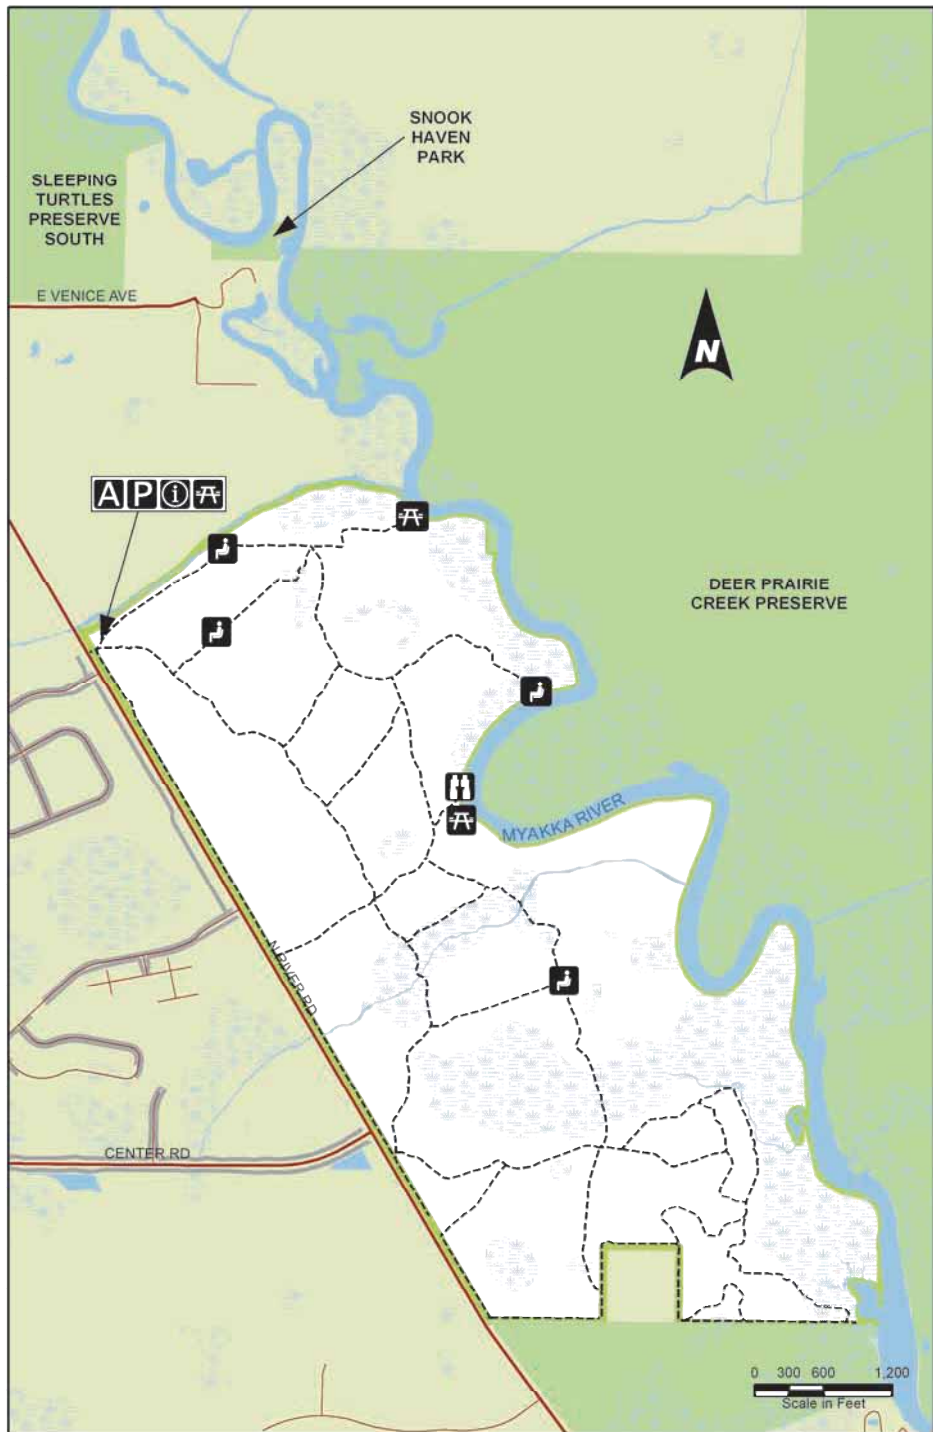 SNOOK
HAVEN
PARK
SLEEPING
TURTLES
PRESERVE
SOUTH
E VENICE AVE
N
A P i
DEER PRAIRIE
CREEK PRESERVE
MYAKKA RIVER
N RIVER RD
CENTER RD
0 300 600 1,200
Scale in Feet